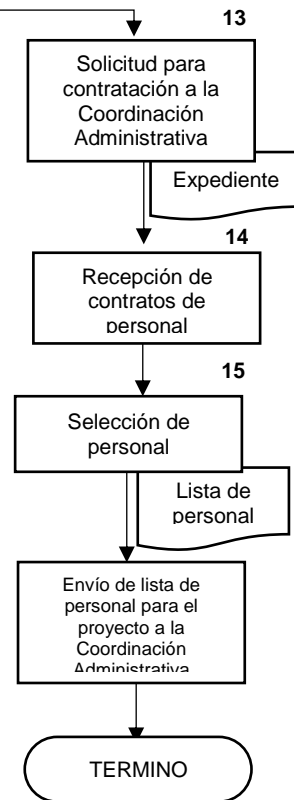 13
Solicitud para
contratación a la
Coordinación
Administrativa
Expediente
14
Recepción de
contratos de
personal
15
Selección de
personal
Lista de
personal
Envío de lista de
personal para el
proyecto a la
Coordinación
Administrativa
TERMINO